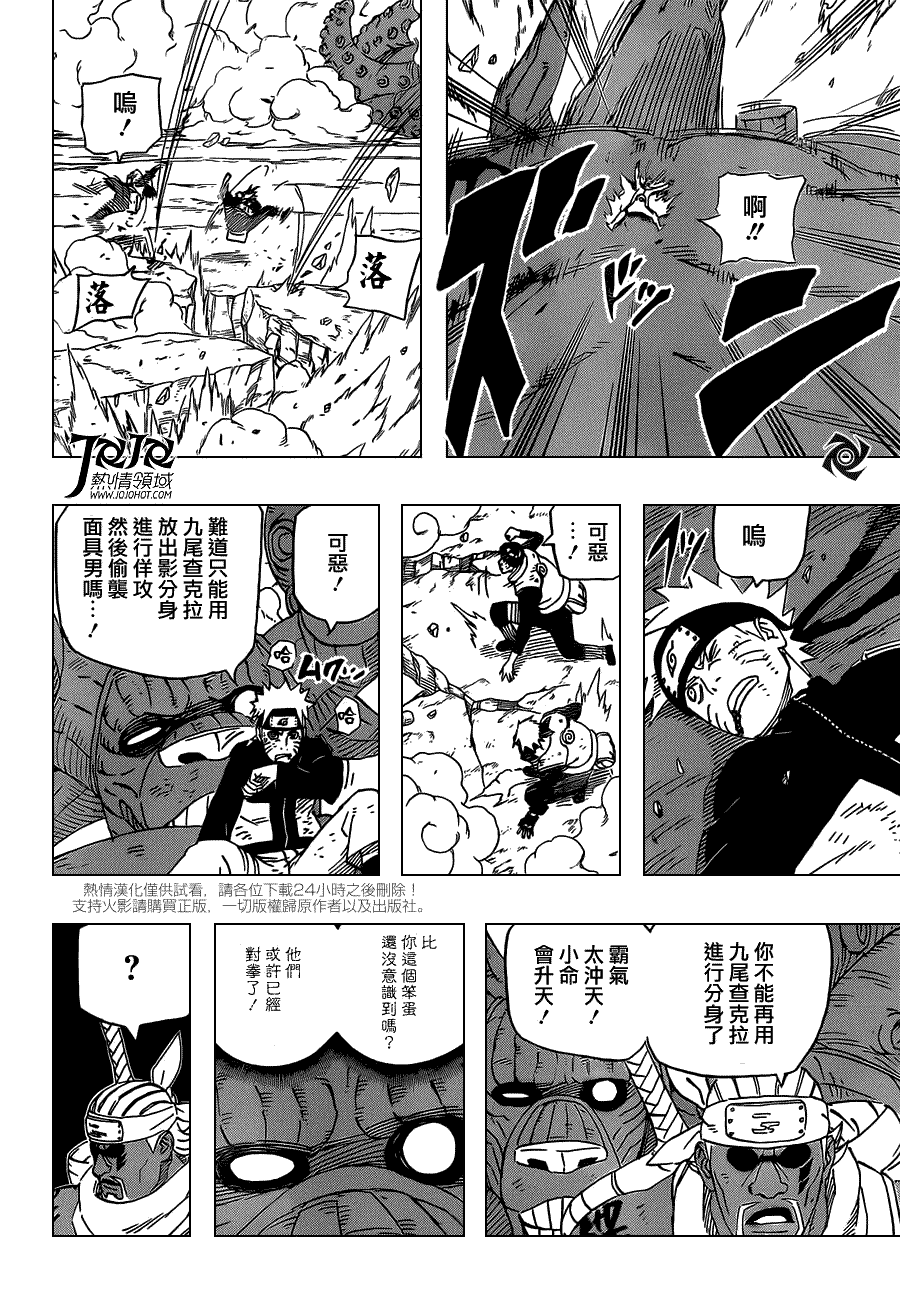 啊!!
ズン
ドッ
嗚!
落
落
JOJO
熱情領域
WWW.JOJOHOT.COM
嗚
可惡
…!
可惡!
難道只能用
九尾查克拉
放出影分身
進行佯攻
然後偷襲
面具男嗎…!
ムクッ
哈
哈
熱情漢化僅供試看，請各位下載24小時之後刪除！
支持火影請購買正版，一切版權歸原作者以及出版社。
你不能再用
九尾查克拉
進行分身了
霸氣
太沖天!
小命
會升天!
比
你這個笨蛋
還沒意識到嗎?
他們
或許已經
對拳了!
?